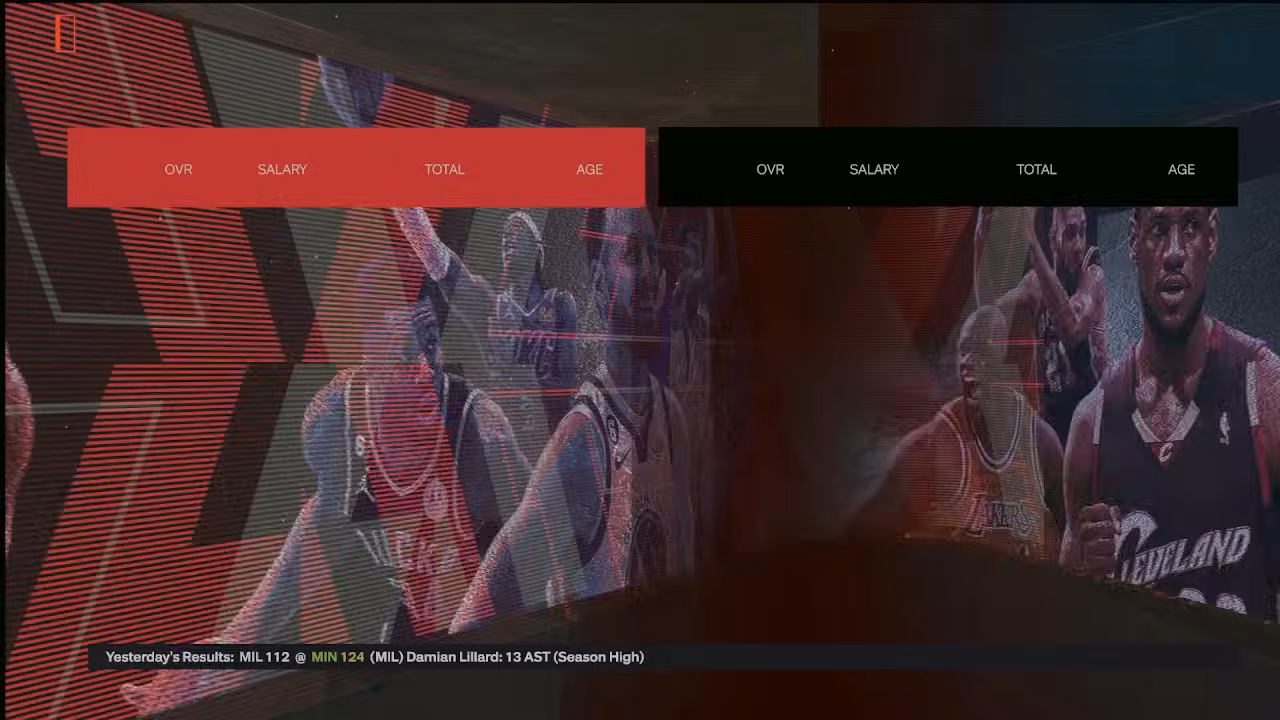 OVR SALARY TOTAL AGE
OVR SALARY TOTAL AGE
LAKERS
C
CLEVELAND
Yesterday's Results: MIL 112 @ MIN 124 (MIL) Damian Lillard: 13 AST (Season High)